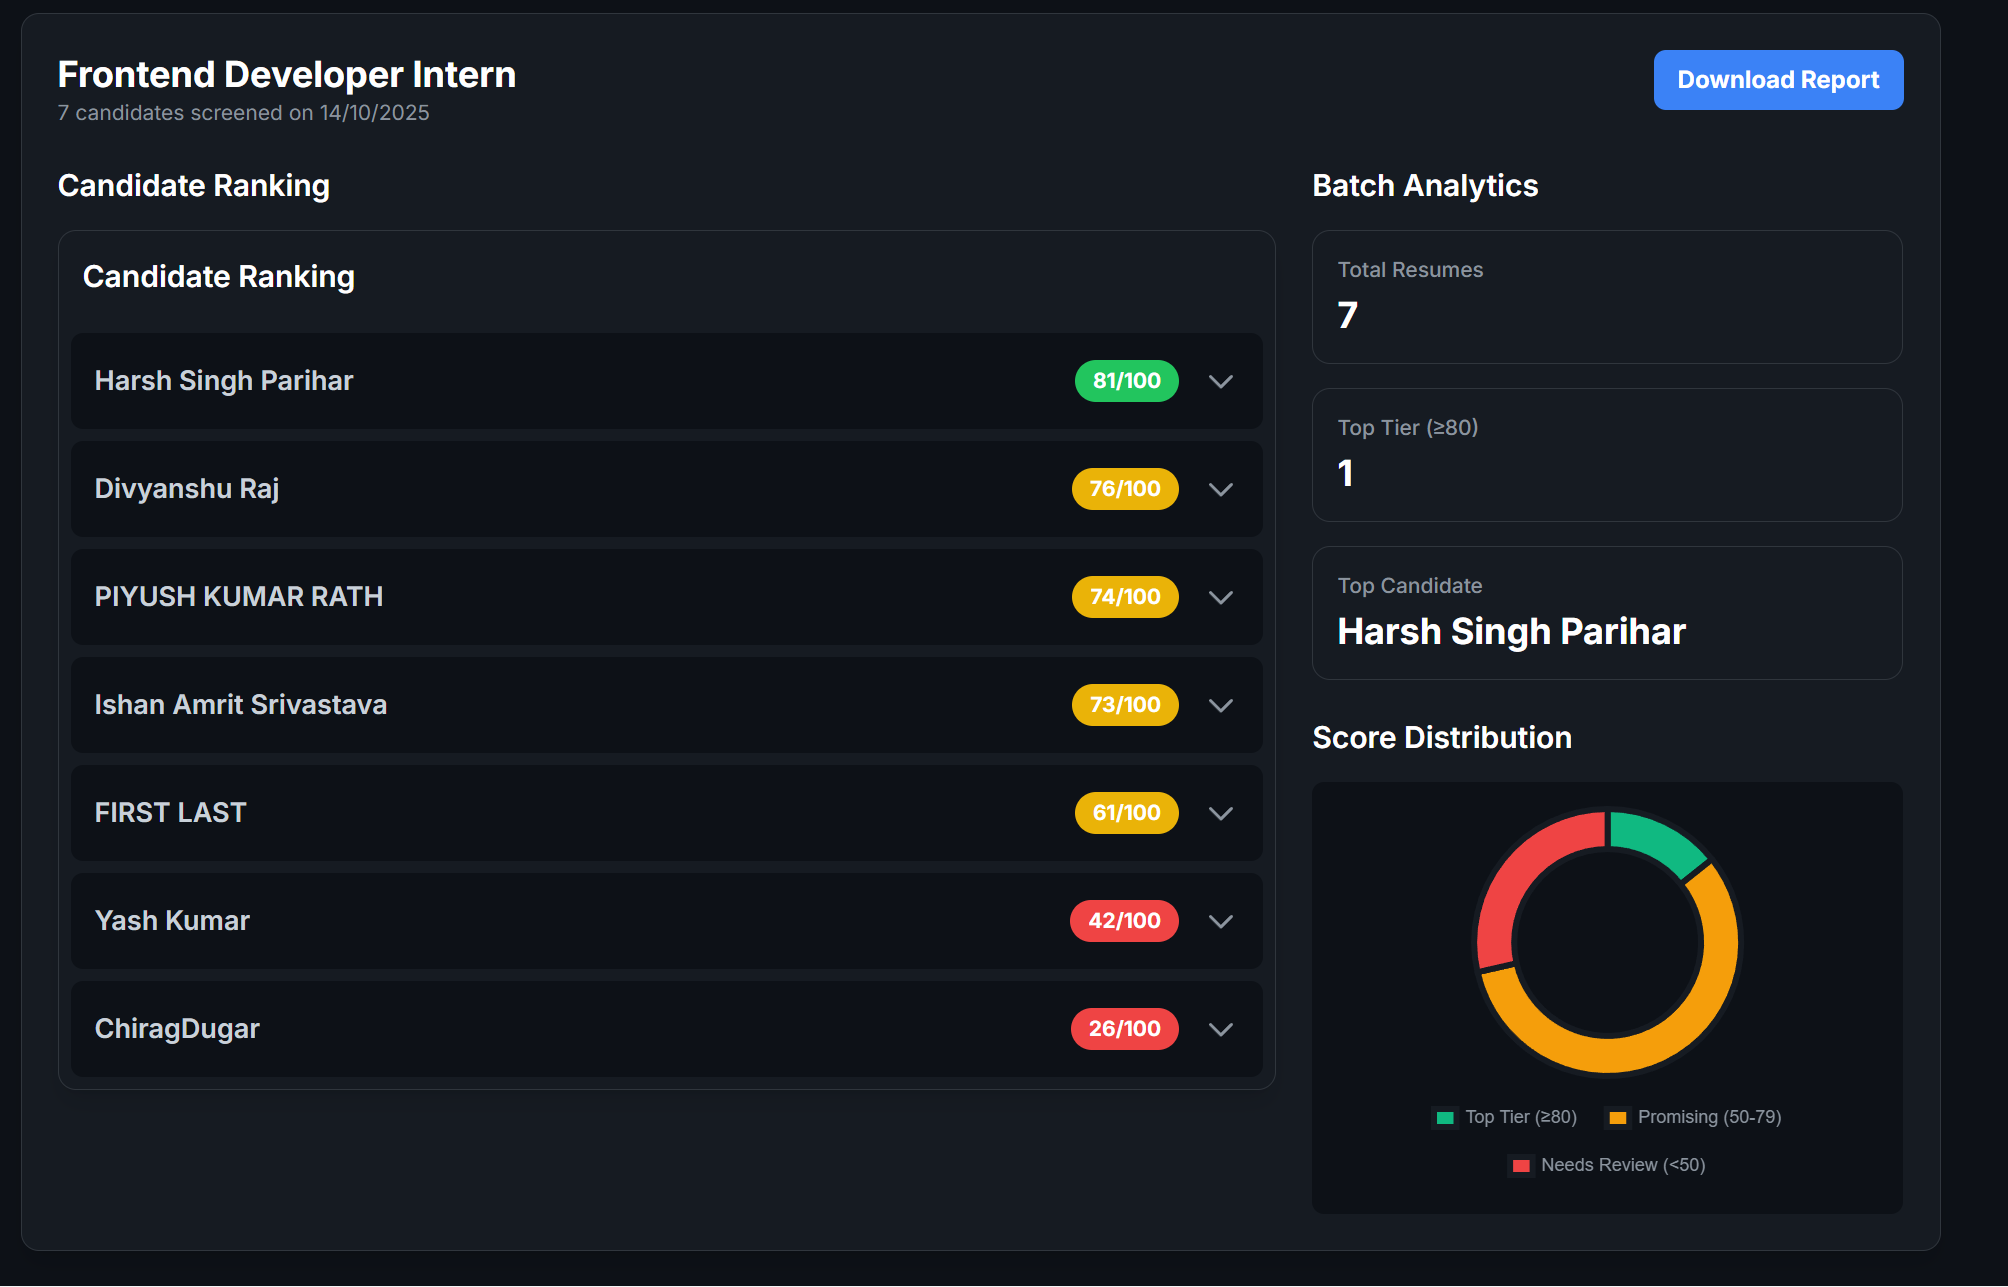 Frontend Developer Intern
7 candidates screened on 14/10/2025
Download Report
Candidate Ranking
Candidate Ranking
Harsh Singh Parihar 81/100
Divyanshu Raj 76/100
PIYUSH KUMAR RATH 74/100
Ishan Amrit Srivastava 73/100
FIRST LAST 61/100
Yash Kumar 42/100
ChiragDugar 26/100
Batch Analytics
Total Resumes
7
Top Tier (≥80)
1
Top Candidate
Harsh Singh Parihar
Score Distribution
Top Tier (≥80) Promising (50-79)
Needs Review (<50)